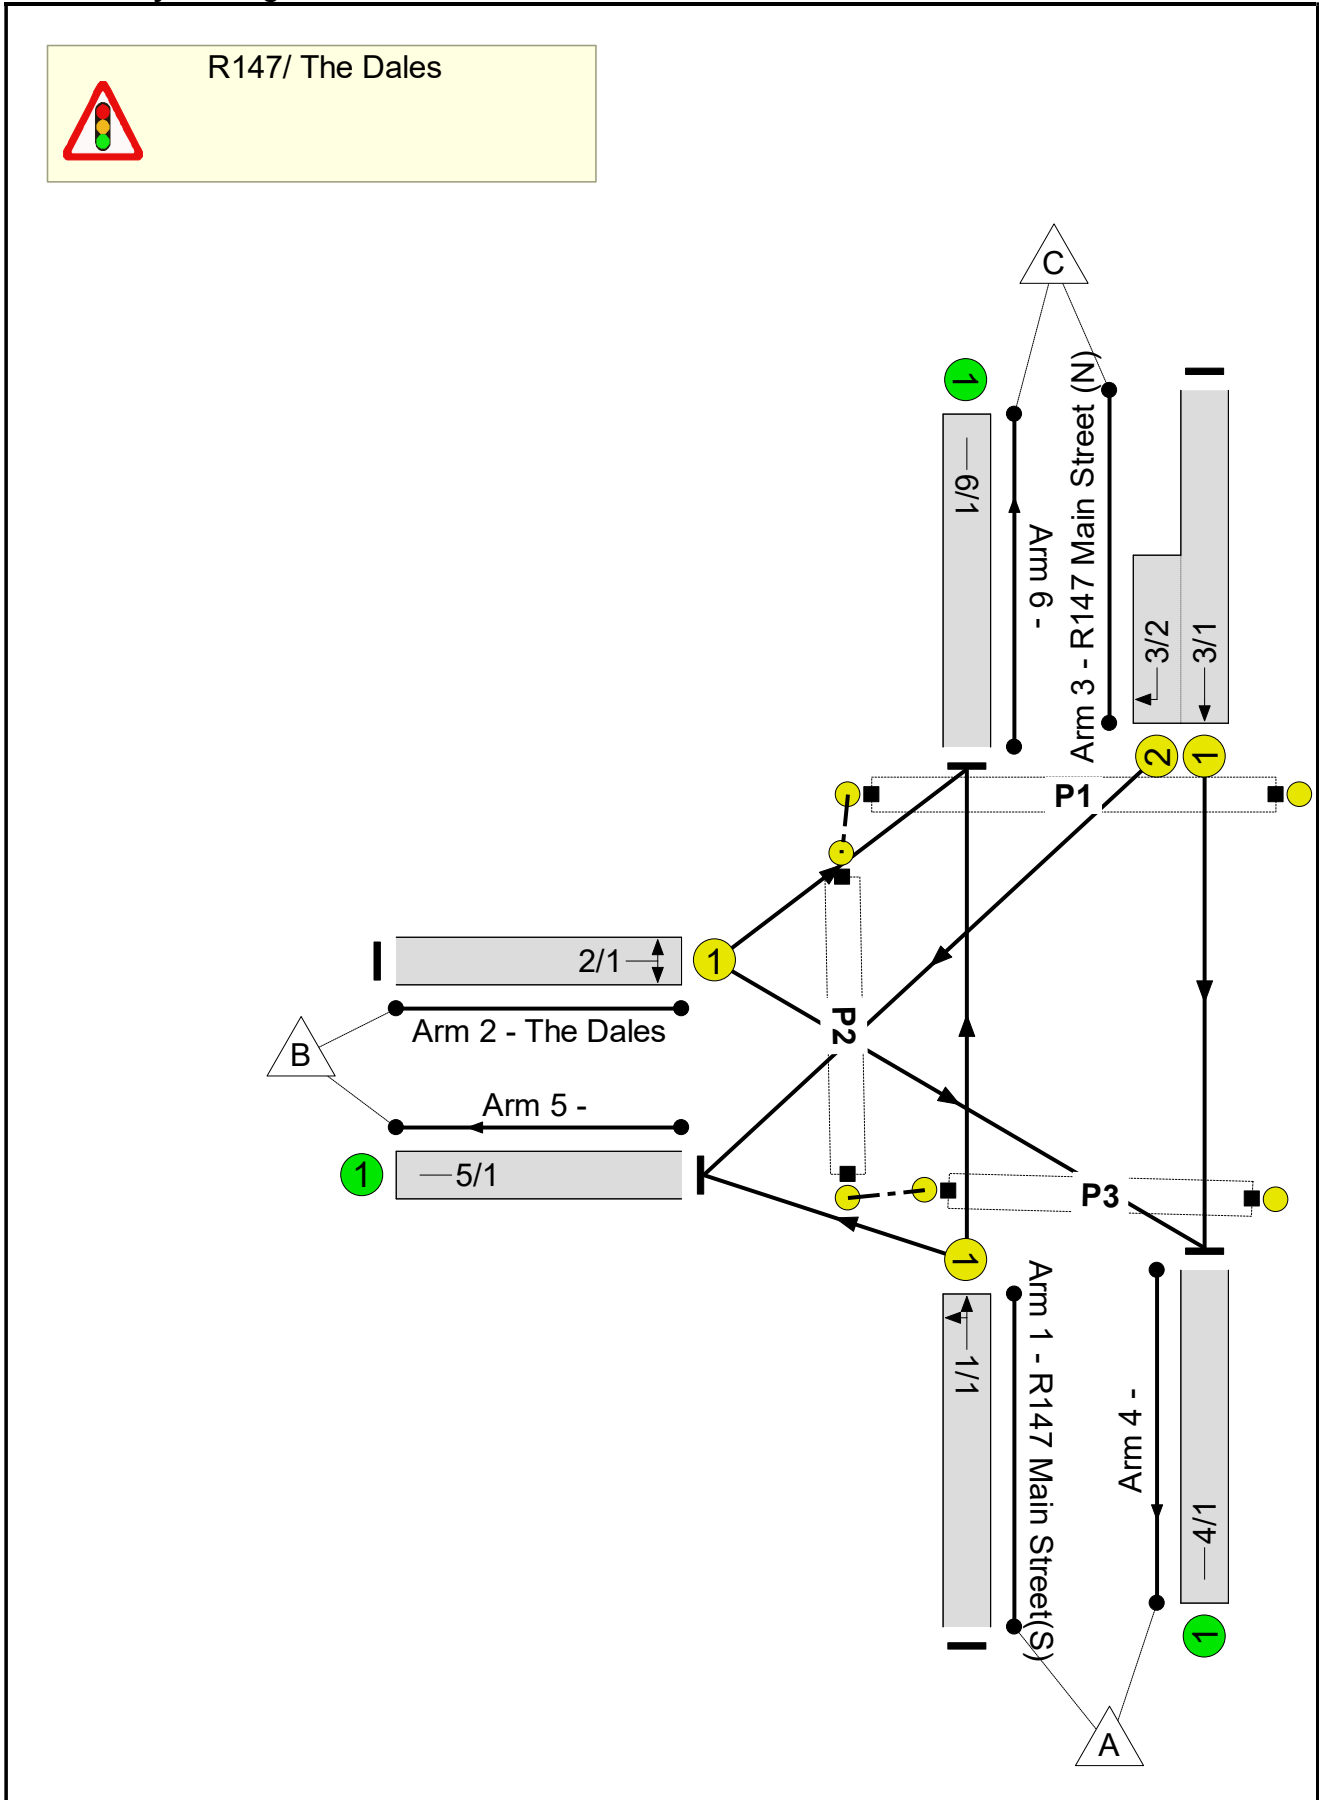 R147/ The Dales
C
1
6/1
Arm 6 -
Arm 3 - R147 Main Street (N)
3/2
3/1
2
1
P1
2/1
1
Arm 2 - The Dales
P2
B
Arm 5 -
1
5/1
P3
1
1/1
Arm 1 - R147 Main Street(S)
Arm 4 -
4/1
1
A